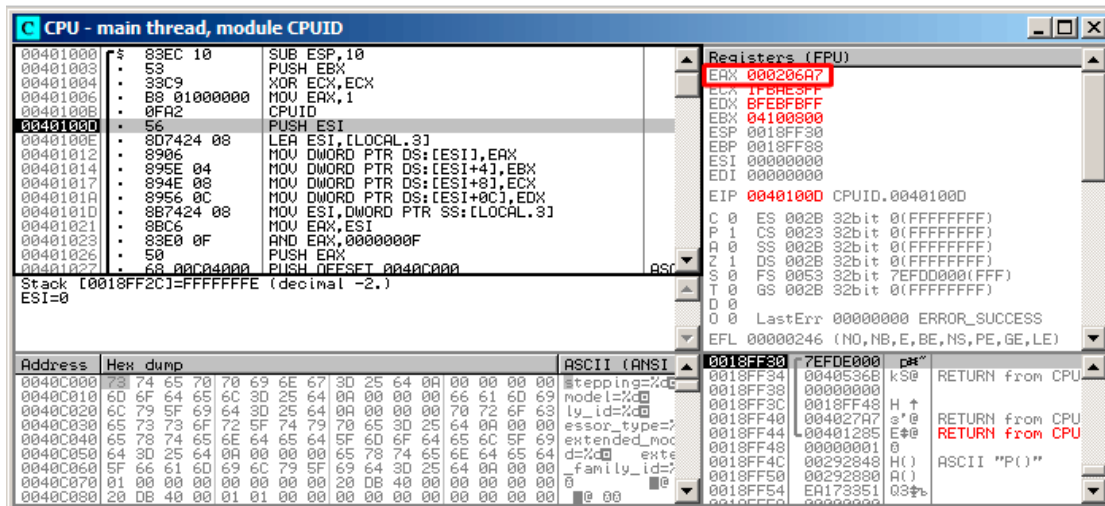 C CPU - main thread, module CPUID
00401000 $ 83EC 10 SUB ESP,10
00401003 . 53 PUSH EBX
00401004 . 33C9 XOR ECX,ECX
00401006 . B8 01000000 MOV EAX,1
0040100B . 0FA2 CPUID
0040100D . 56 PUSH ESI
0040100E . 8D7424 08 LEA ESI,[LOCAL.3]
00401012 . 8906 MOV DWORD PTR DS:[ESI],EAX
00401014 . 895E 04 MOV DWORD PTR DS:[ESI+4],EBX
00401017 . 894E 08 MOV DWORD PTR DS:[ESI+8],ECX
0040101A . 8956 0C MOV DWORD PTR DS:[ESI+0C],EDX
0040101D . 8B7424 08 MOV ESI,DWORD PTR SS:[LOCAL.3]
00401021 . 8BC6 MOV EAX,ESI
00401023 . 83E0 0F AND EAX,0000000F
00401026 . 50 PUSH EAX
00401027 . 68 00C04000 PUSH OFFSET 0040C000 ASC
Stack [0018FF2C]=FFFFFFFE (decimal -2.)
ESI=0
Registers (FPU)
EAX 000206A7
ECX 1FBAE3FF
EDX BFEBFBFF
EBX 04100800
ESP 0018FF30
EBP 0018FF88
ESI 00000000
EDI 00000000
EIP 0040100D CPUID.0040100D
C 0 ES 002B 32bit 0(FFFFFFFF)
P 1 CS 0023 32bit 0(FFFFFFFF)
A 0 SS 002B 32bit 0(FFFFFFFF)
Z 1 DS 002B 32bit 0(FFFFFFFF)
S 0 FS 0053 32bit 7EFDD000(FFF)
T 0 GS 002B 32bit 0(FFFFFFFF)
D 0
O 0 LastErr 00000000 ERROR_SUCCESS
EFL 00000246 (NO,NB,E,BE,NS,PE,GE,LE)
Address Hex dump ASCII (ANSI
0040C000 73 74 65 70 70 69 6E 67 3D 25 64 0A 00 00 00 00 stepping=%d
0040C010 6D 6F 64 65 6C 3D 25 64 0A 00 00 00 66 61 6D 69 model=%d fami
0040C020 6C 79 5F 69 64 3D 25 64 0A 00 00 00 70 72 6F 63 ly_id=%d proc
0040C030 65 73 73 6F 72 5F 74 79 70 65 3D 25 64 0A 00 00 essor_type=%
0040C040 65 78 74 65 6E 64 65 64 5F 6D 6F 64 65 6C 5F 69 extended_mod
0040C050 64 3D 25 64 0A 00 00 00 65 78 74 65 6E 64 65 64 d=%d exte
0040C060 5F 66 61 6D 69 6C 79 5F 69 64 3D 25 64 0A 00 00 _family_id=%
0040C070 01 00 00 00 00 00 00 00 20 DB 40 00 00 00 00 00
0040C080 20 DB 40 00 01 01 00 00 00 00 00 00 00 00 00 00
0018FF30 7EFDE000
0018FF34 0040536B kS@ RETURN from CPU
0018FF38 00000000
0018FF3C 0018FF48 H ↑
0018FF40 004027A7 RETURN from CPU
0018FF44 00401285 RETURN from CPU
0018FF48 00000001
0018FF4C 00292848 H() ASCII "P()"
0018FF50 00292880
0018FF54 EA173351